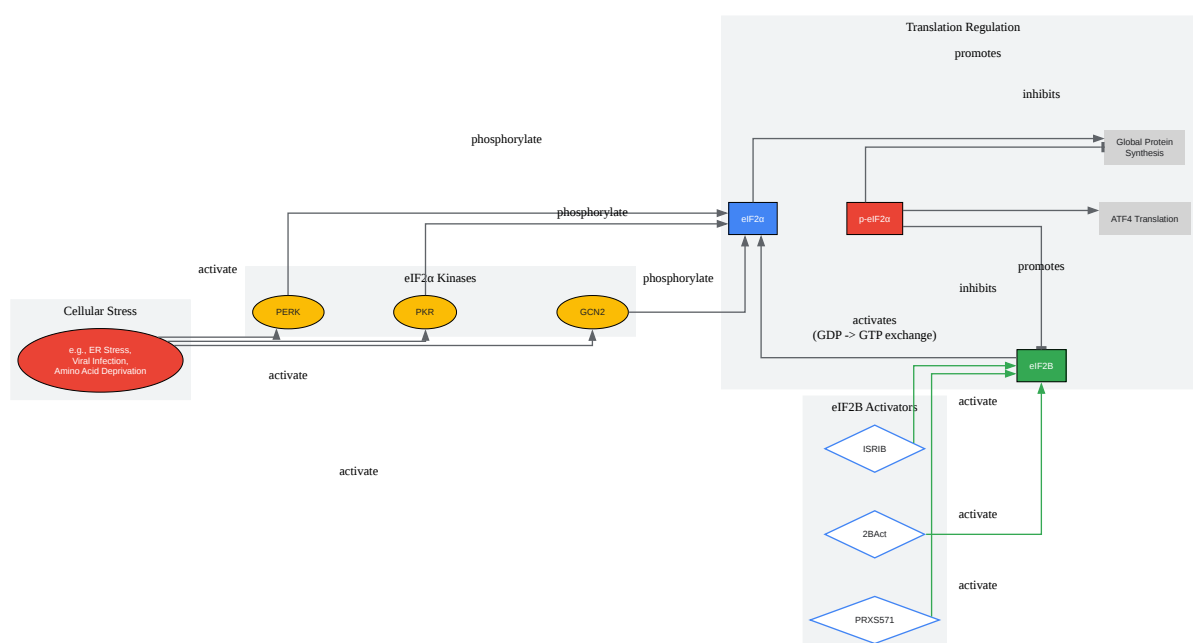 Translation Regulation
promotes
inhibits
phosphorylate
Global Protein
Synthesis
phosphorylate
eIF2α
p-eIF2α
ATF4 Translation
activate
eIF2α Kinases
phosphorylate
promotes
inhibits
Cellular Stress
PERK
PKR
GCN2
activates
(GDP -> GTP exchange)
e.g., ER Stress,
Viral Infection,
Amino Acid Deprivation
eIF2B
activate
eIF2B Activators
activate
ISRIB
activate
activate
2BAct
activate
PRXS571